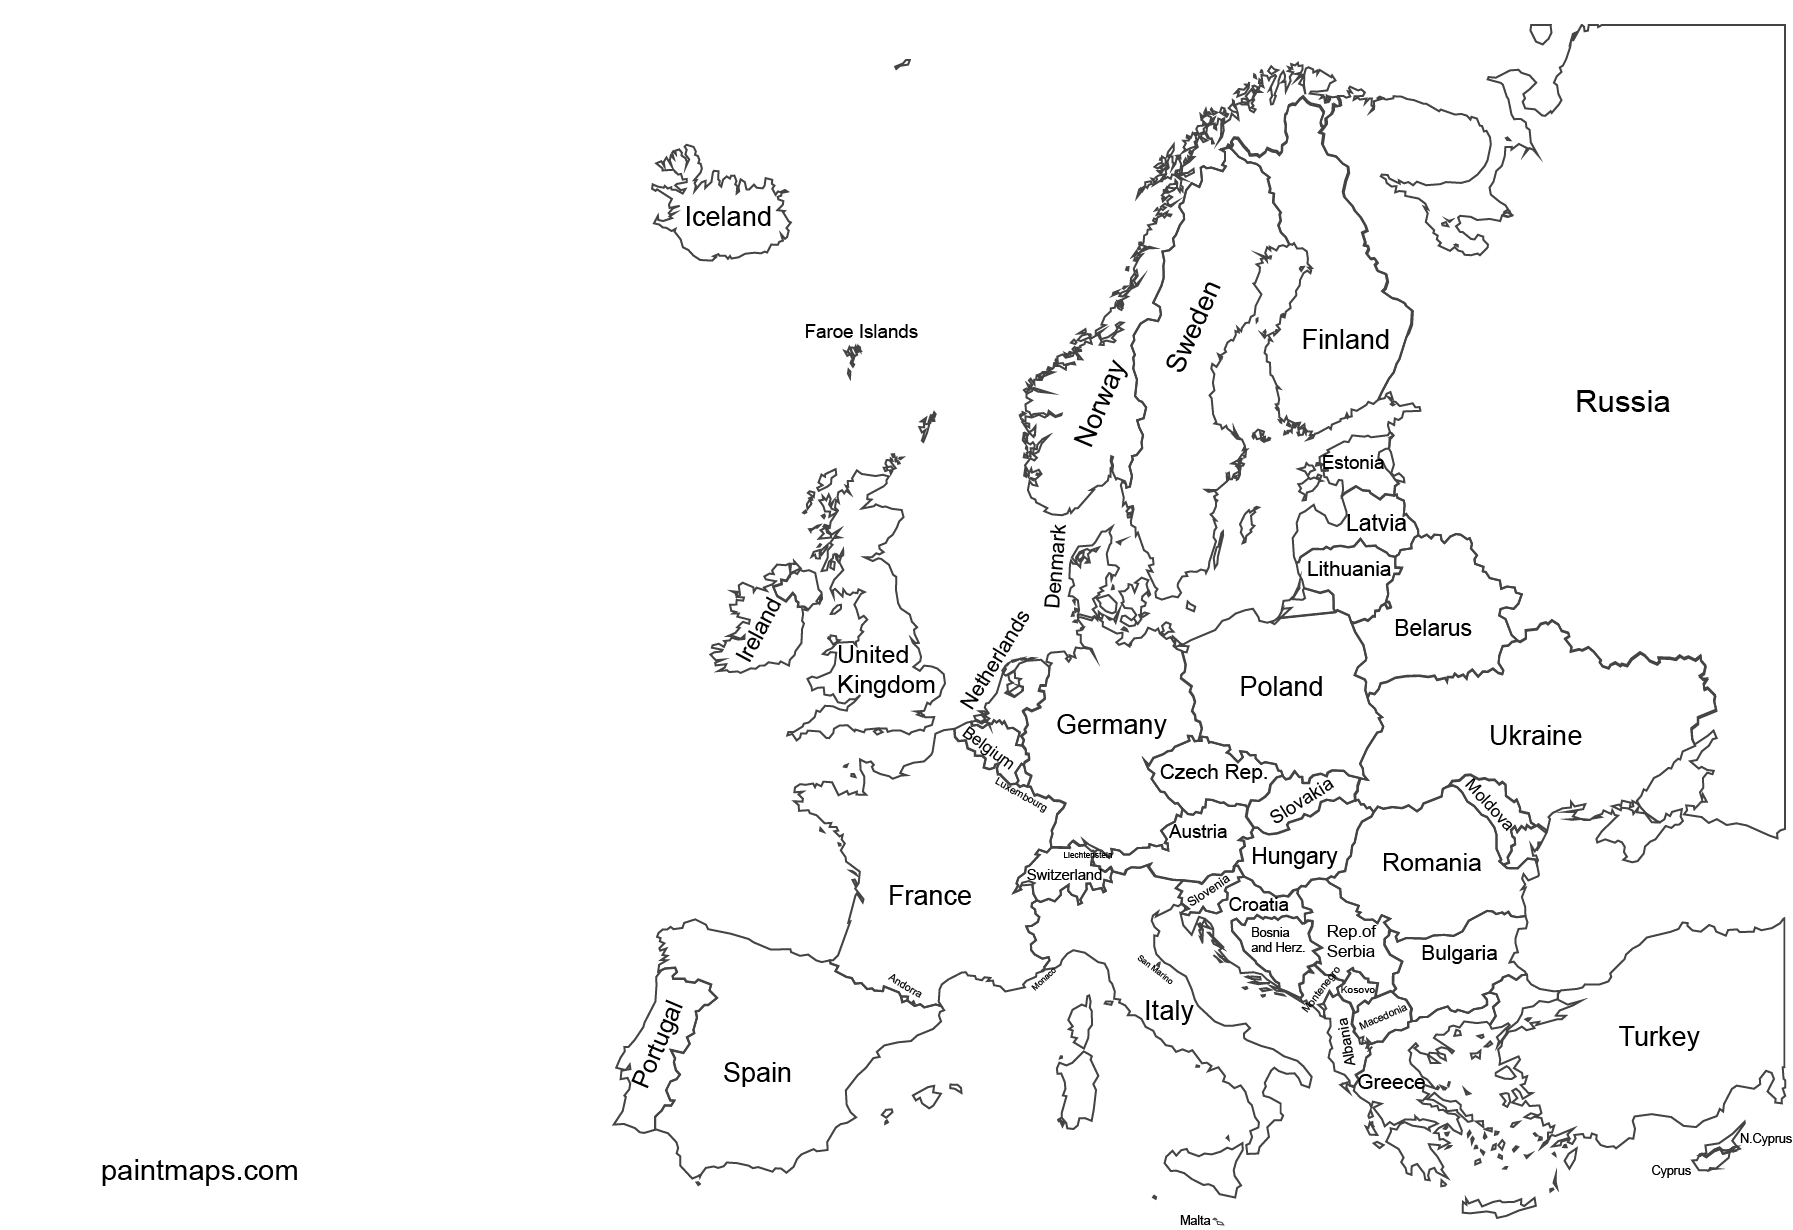 Iceland
Faroe Islands
Norway
Sweden
Finland
Russia
Estonia
Latvia
Lithuania
Denmark
Belarus
Ireland
United
Kingdom
Netherlands
Belgium
Luxembourg
Germany
Poland
Ukraine
Czech Rep.
Slovakia
Moldova
Austria
Liechtenstein
Switzerland
Hungary
Romania
France
Slovenia
Croatia
Bosnia
and Herz.
Rep.of
Serbia
Bulgaria
Montenegro
Kosovo
Macedonia
Albania
Andorra
Monaco
San Marino
Italy
Portugal
Spain
Greece
Turkey
N.Cyprus
Cyprus
Malta
paintmaps.com